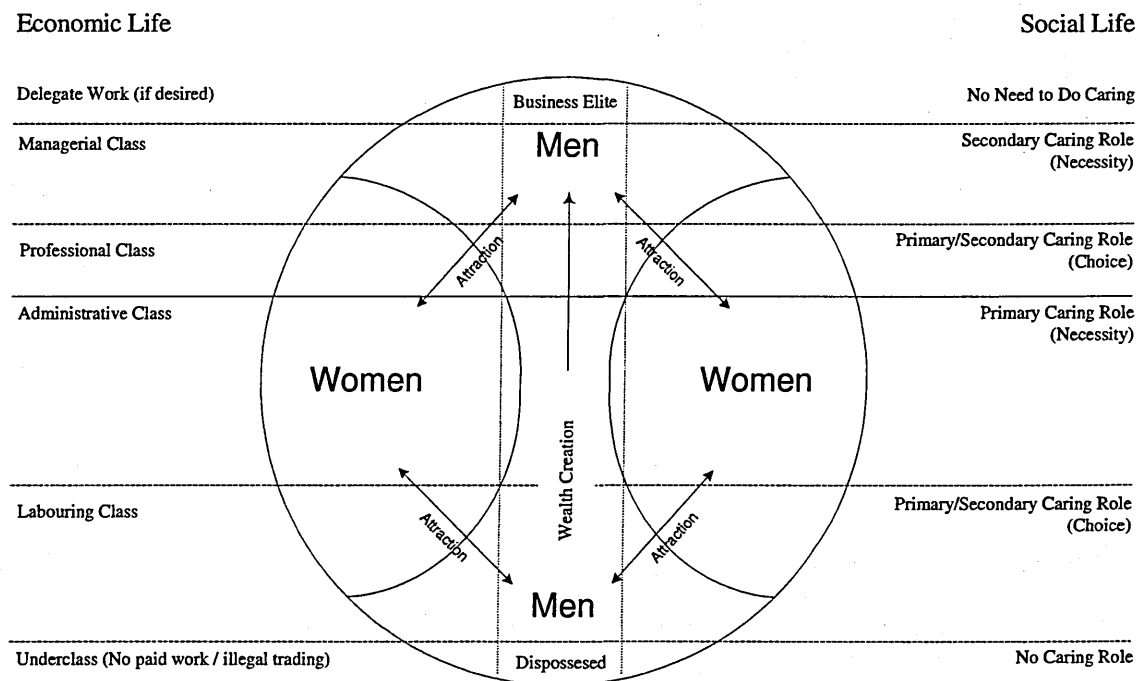 Economic Life
Social Life
Delegate Work (if desired)
Business Elite
No Need to Do Caring
Managerial Class
Men
Secondary Caring Role
(Necessity)
Professional Class
Attraction
Attraction
Primary/Secondary Caring Role
(Choice)
Administrative Class
Primary Caring Role
(Necessity)
Women
Women
Wealth Creation
Labouring Class
Attraction
Attraction
Primary/Secondary Caring Role
(Choice)
Men
Underclass (No paid work / illegal trading)
Dispossesed
No Caring Role